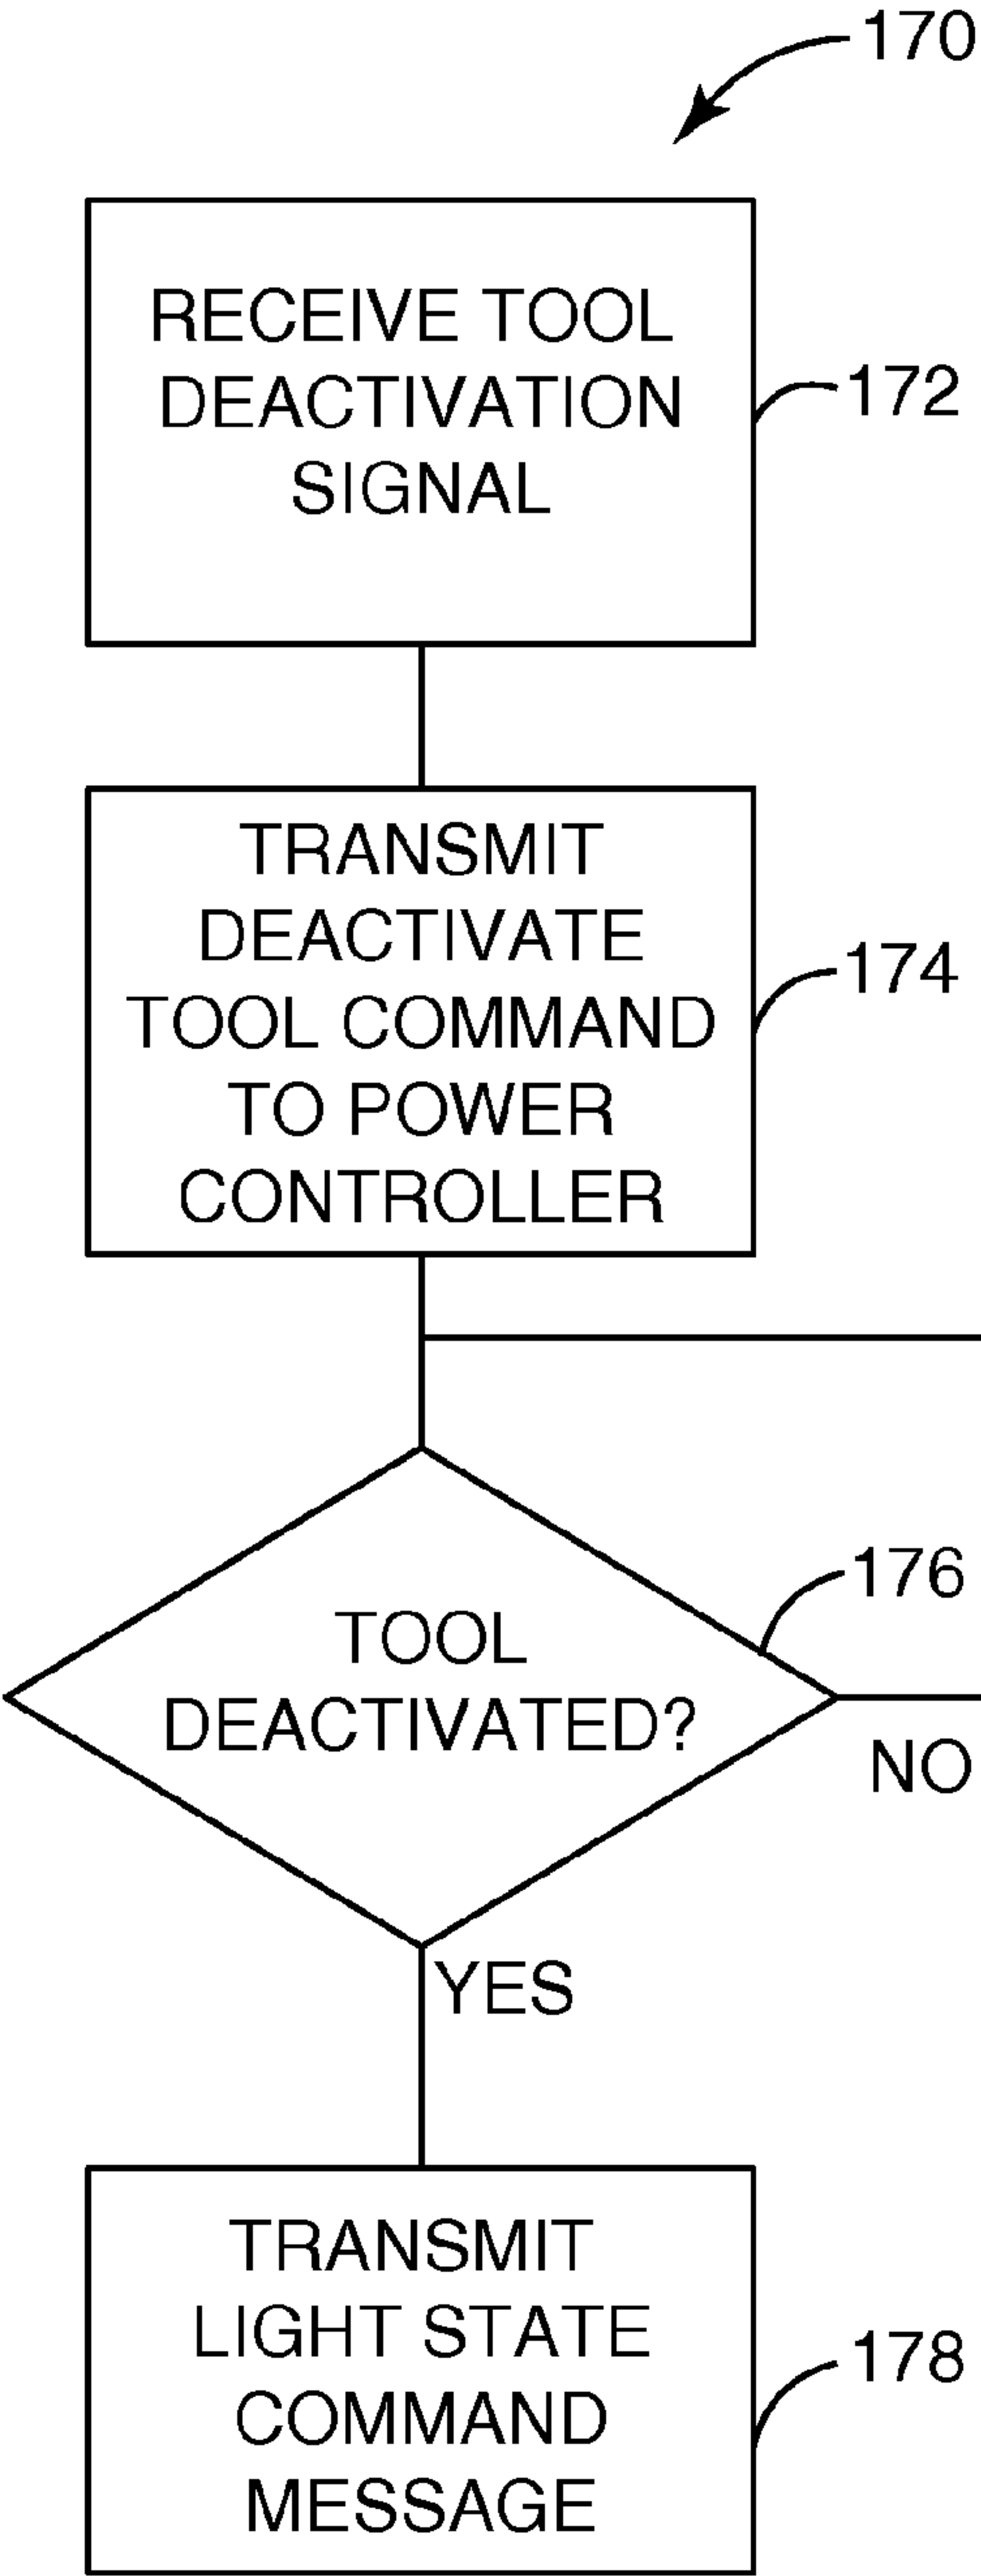 170
RECEIVE TOOL
DEACTIVATION
SIGNAL
172
TRANSMIT
DEACTIVATE
TOOL COMMAND
TO POWER
CONTROLLER
174
TOOL
DEACTIVATED?
176
NO
YES
TRANSMIT
LIGHT STATE
COMMAND
MESSAGE
178